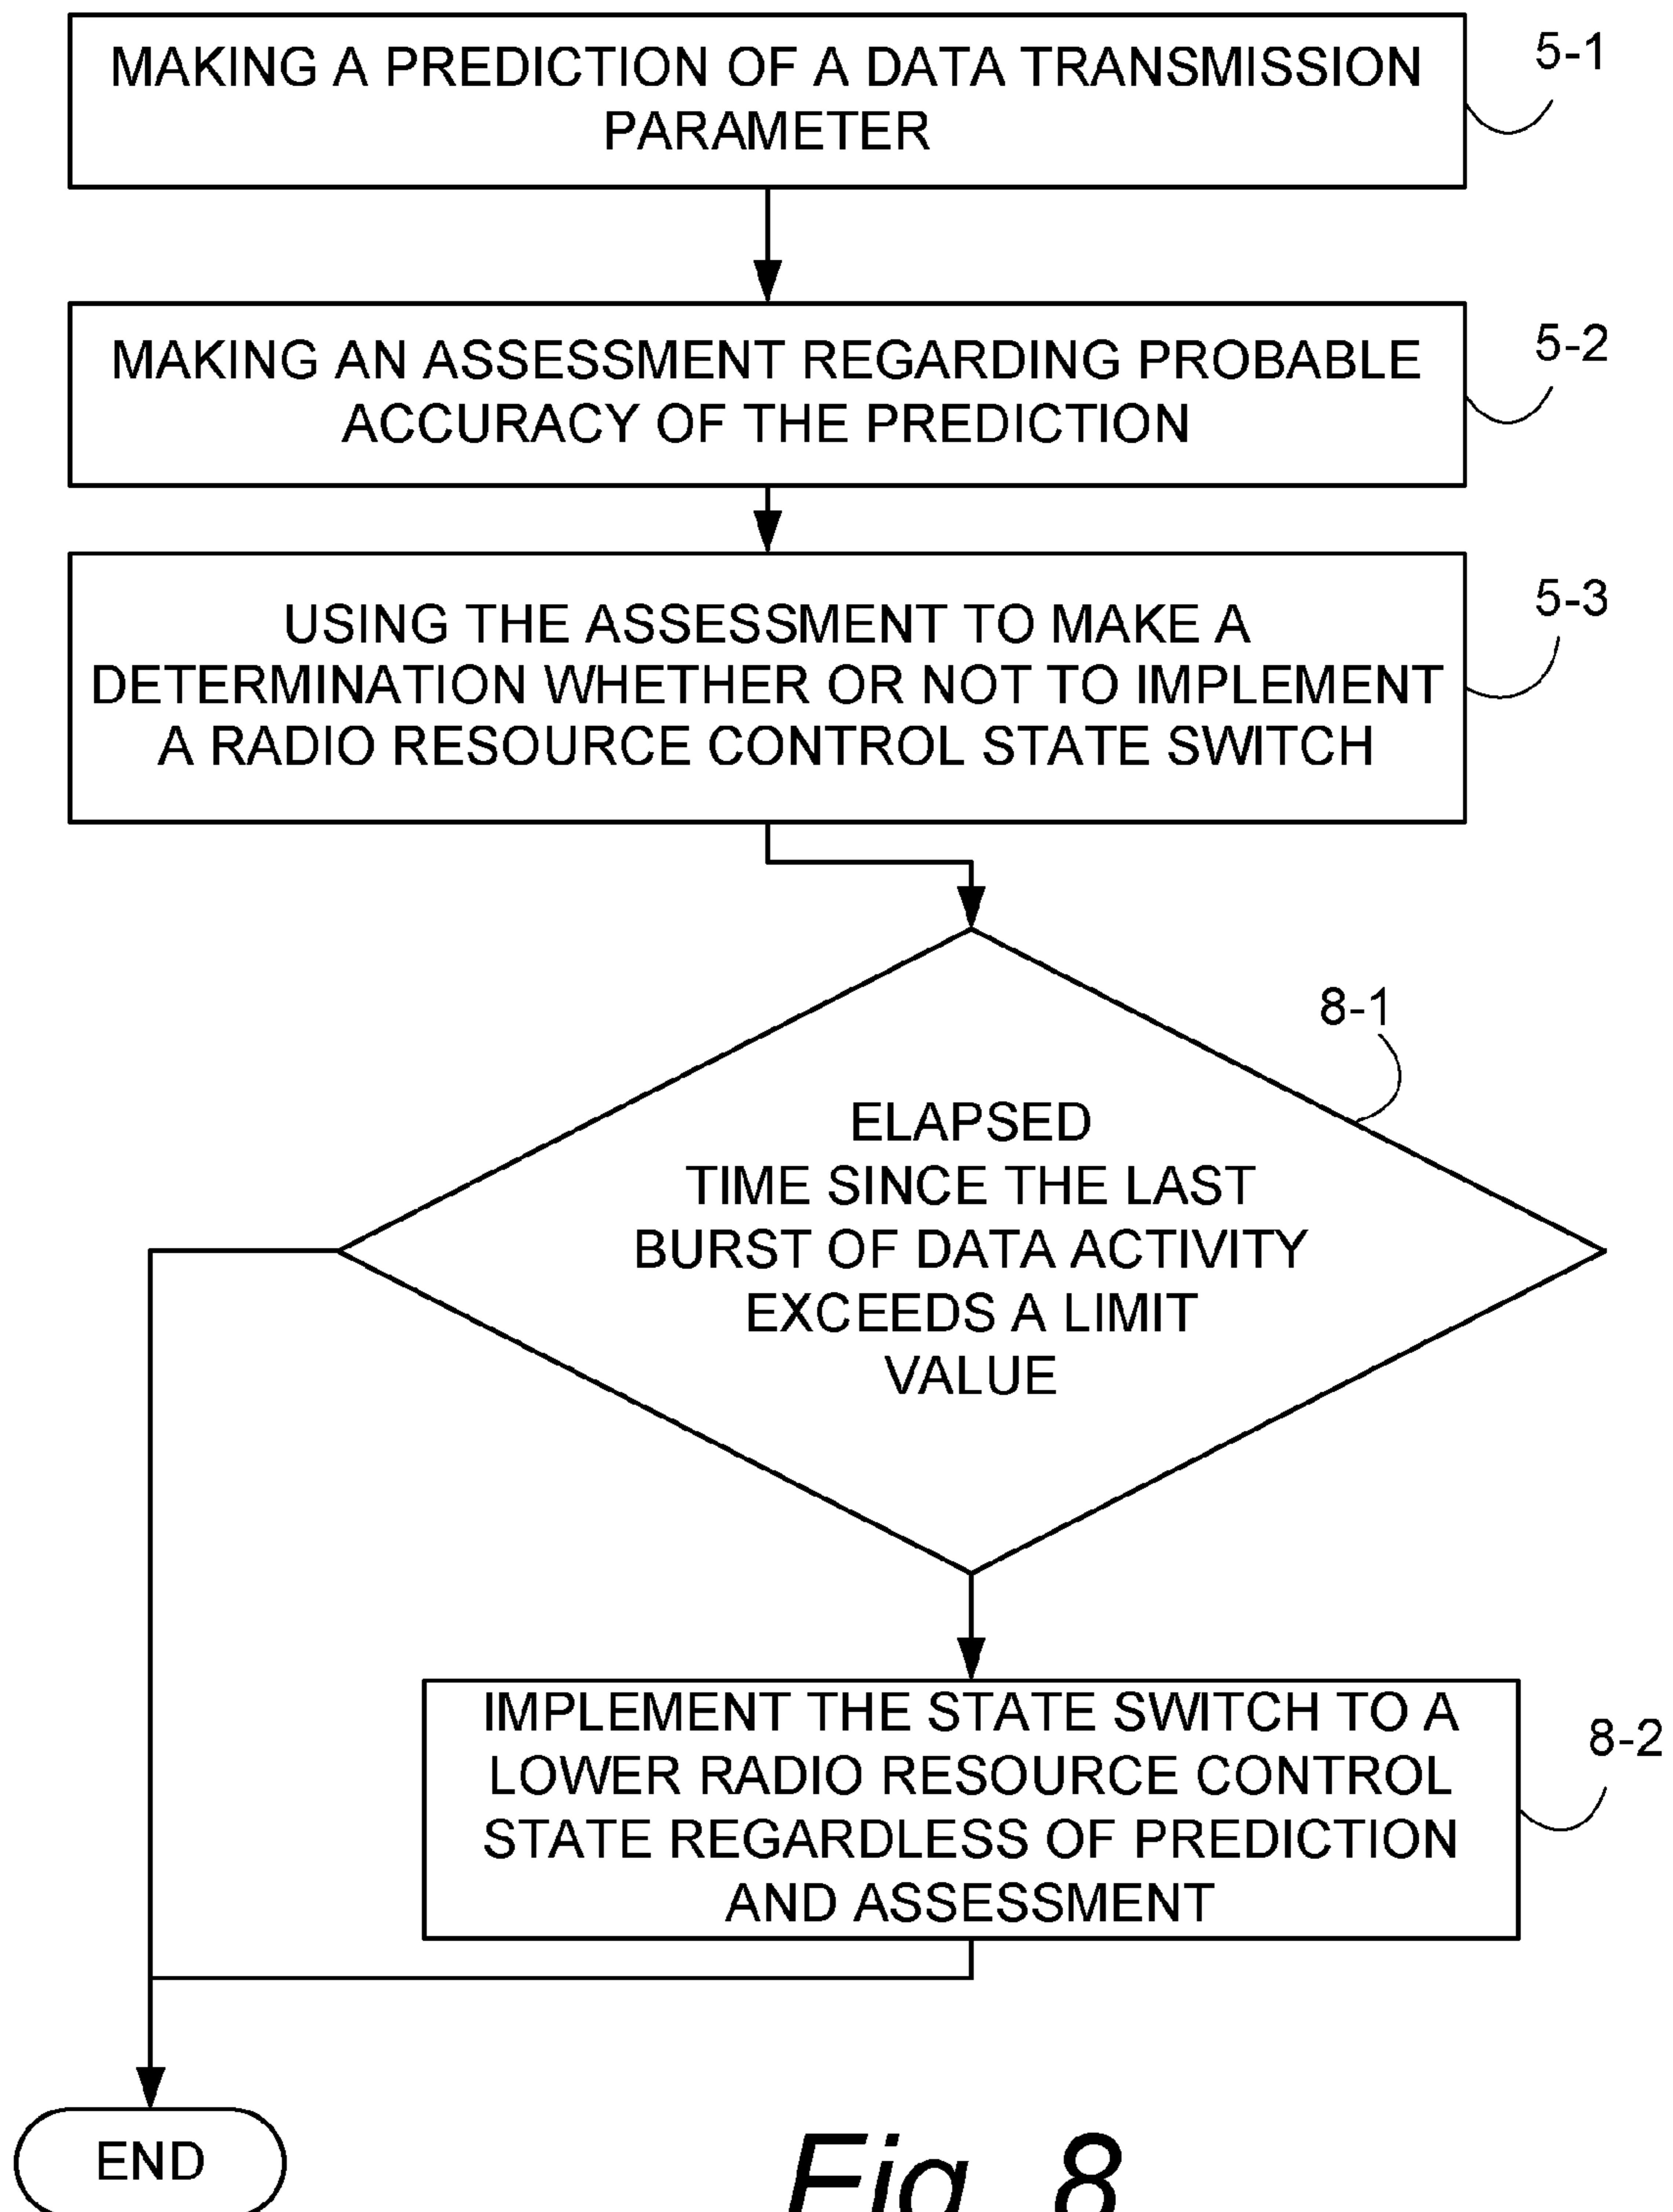 MAKING A PREDICTION OF A DATA TRANSMISSION
PARAMETER
5-1
MAKING AN ASSESSMENT REGARDING PROBABLE
ACCURACY OF THE PREDICTION
5-2
USING THE ASSESSMENT TO MAKE A
DETERMINATION WHETHER OR NOT TO IMPLEMENT
A RADIO RESOURCE CONTROL STATE SWITCH
5-3
8-1
ELAPSED
TIME SINCE THE LAST
BURST OF DATA ACTIVITY
EXCEEDS A LIMIT
VALUE
IMPLEMENT THE STATE SWITCH TO A
LOWER RADIO RESOURCE CONTROL
STATE REGARDLESS OF PREDICTION
AND ASSESSMENT
8-2
END
Fig. 8